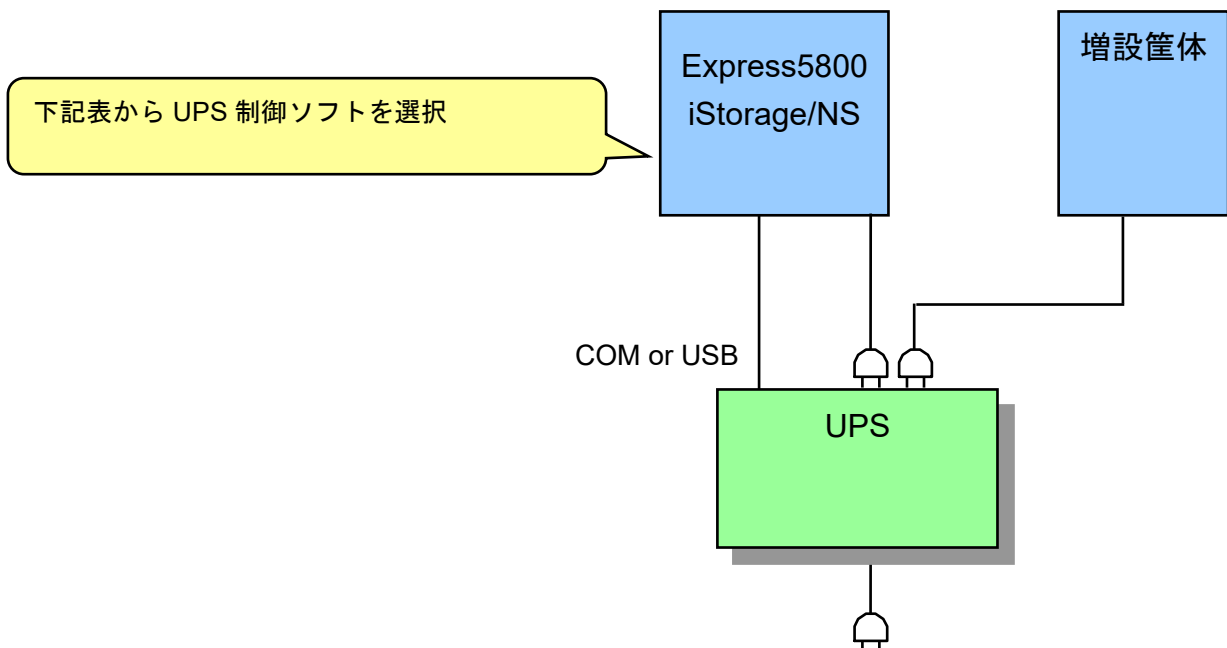 下記表から UPS 制御ソフトを選択
Express5800
iStorage/NS
増設筐体
COM or USB
UPS